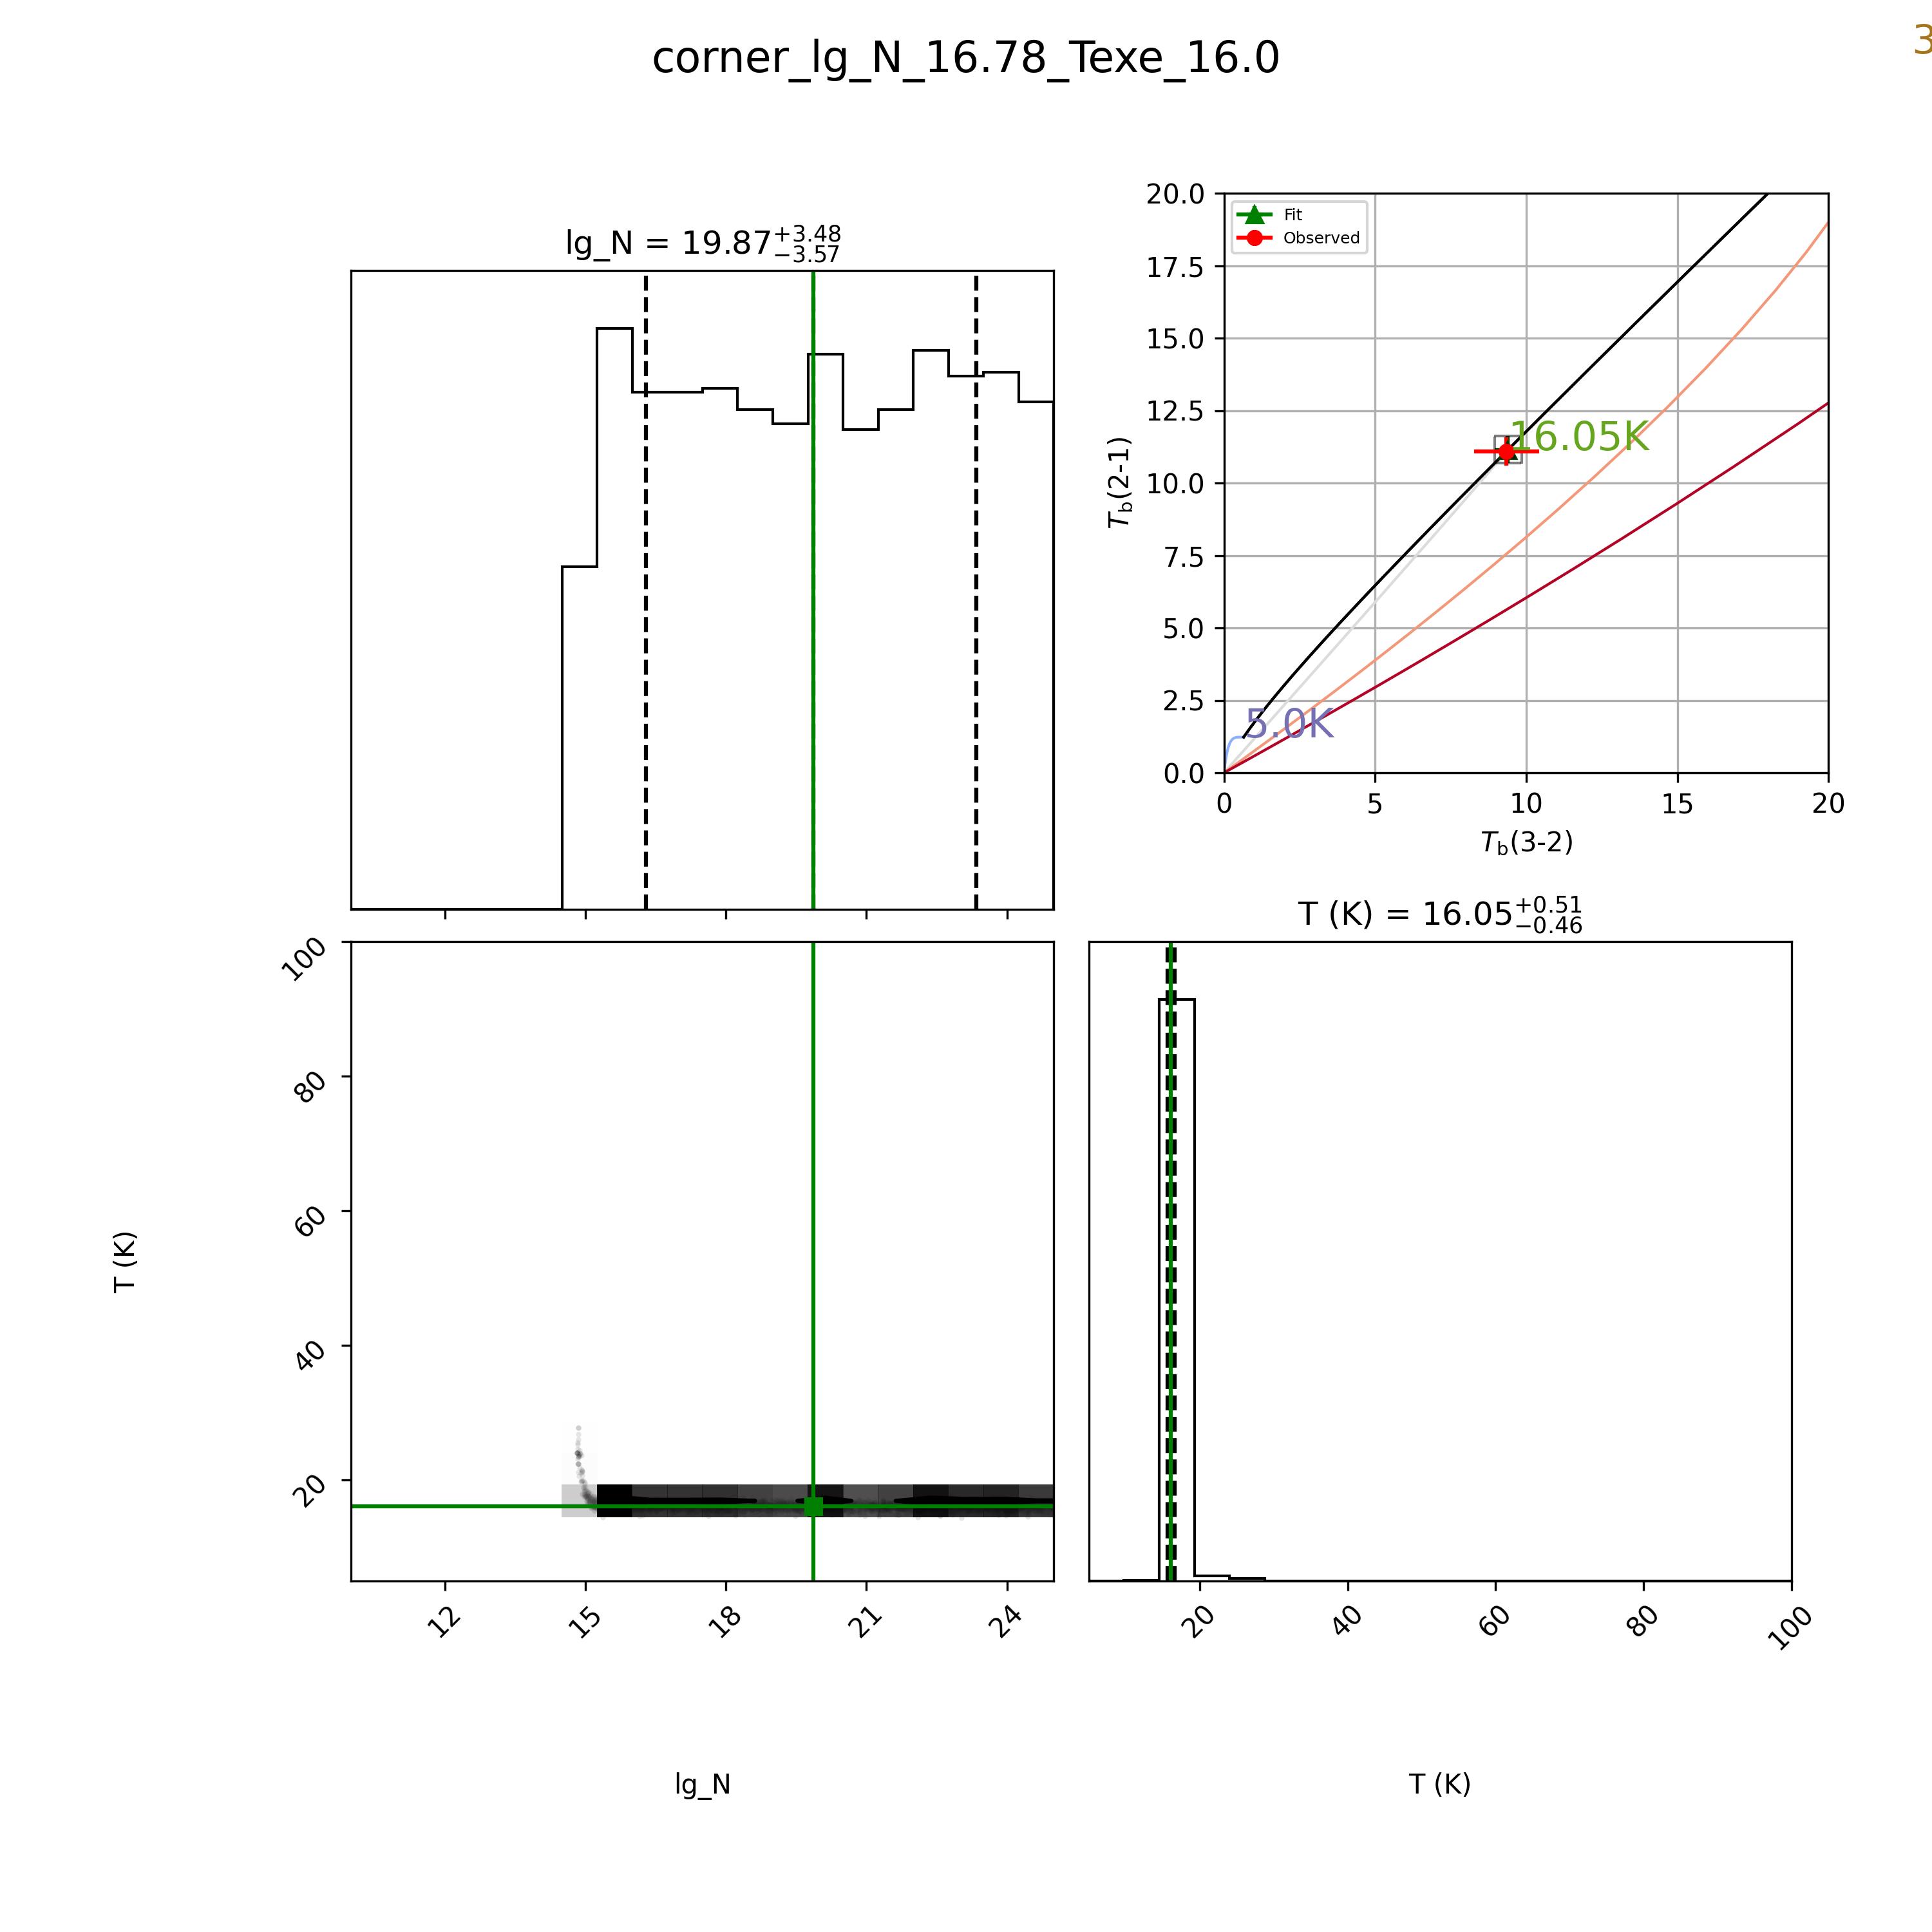 corner_lg_N_16.78_Texe_16.0
3
lg_N = 19.87+3.48−3.57
20.0
17.5
15.0
12.5
10.0
7.5
5.0
2.5
0.0
Tb(2-1)
Fit
Observed
16.05K
5.0K
0 5 10 15 20
Tb(3-2)
T (K) = 16.05+0.51−0.46
100
80
60
40
20
T (K)
12 15 18 21 24
lg_N
20 40 60 80 100
T (K)